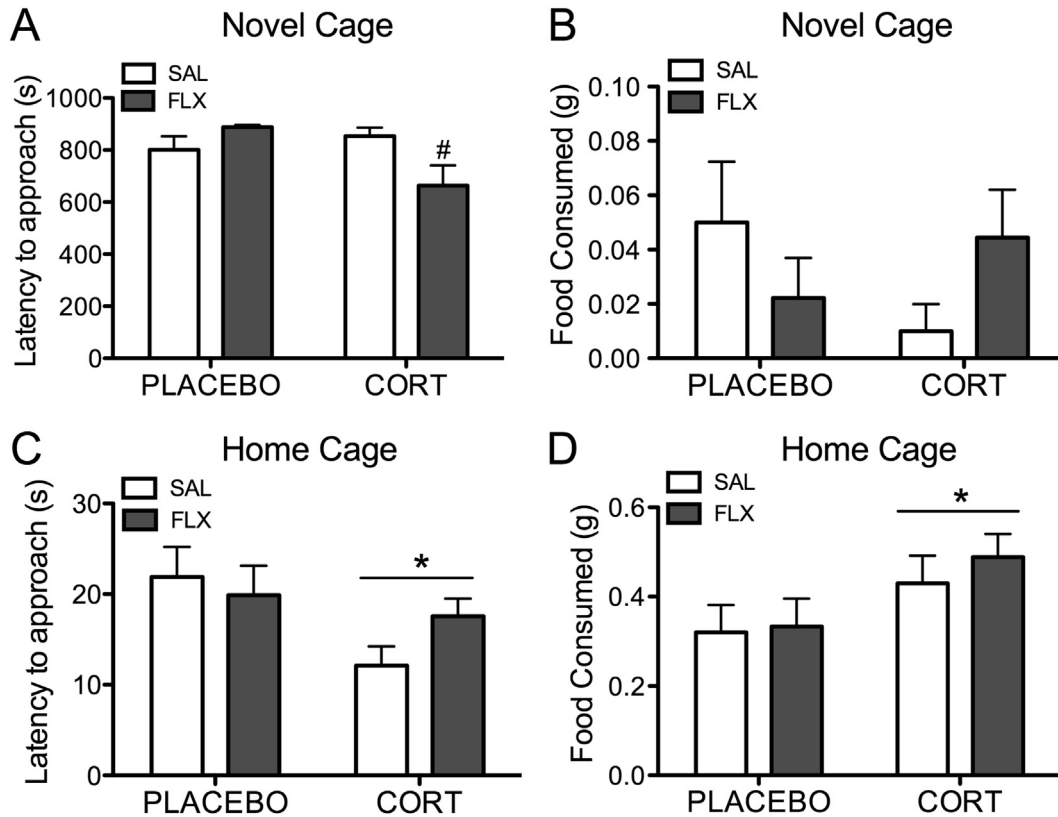 A
Novel Cage
SAL
FLX
Latency to approach (s)
1000
800
600
400
200
0
#
PLACEBO
CORT
B
Novel Cage
SAL
FLX
Food Consumed (g)
0.10
0.08
0.06
0.04
0.02
0.00
PLACEBO
CORT
C
Home Cage
SAL
FLX
Latency to approach (s)
30
20
10
0
*
PLACEBO
CORT
D
Home Cage
SAL
FLX
Food Consumed (g)
0.6
0.4
0.2
0.0
*
PLACEBO
CORT